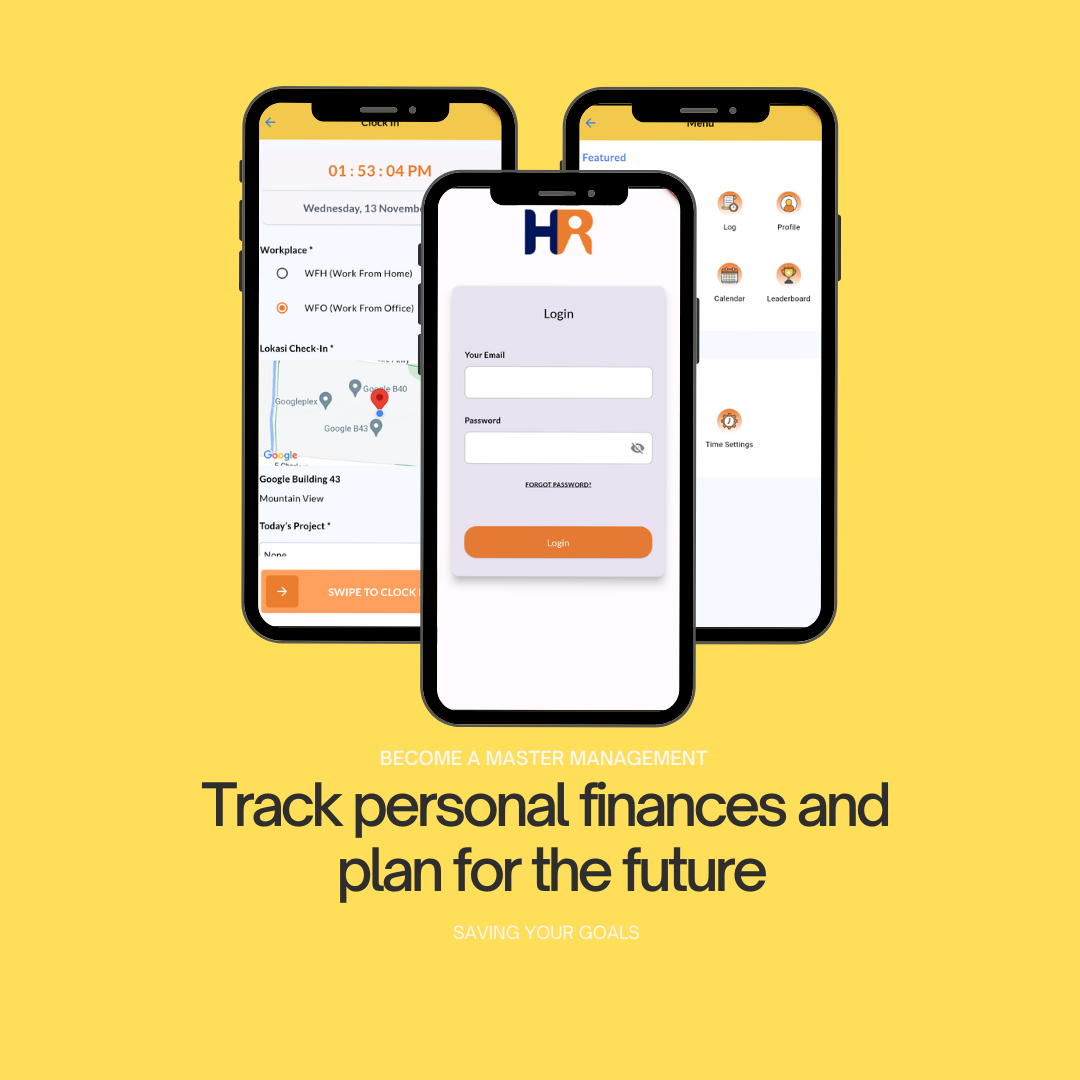 Clock In
01 : 53 : 04 PM
Wednesday, 13 Novembe
Workplace *
WFH (Work From Home)
WFO (Work From Office)
Lokasi Check-In *
Google B40
Googleplex
Google B43
Google
Google Building 43
Mountain View
Today's Project *
None
SWIPE TO CLOCK
HR
Login
Your Email
Password
FORGOT PASSWORD?
Login
Menu
Featured
Log
Profile
Calendar
Leaderboard
Time Settings
BECOME A MASTER MANAGEMENT
Track personal finances and
plan for the future
SAVING YOUR GOALS